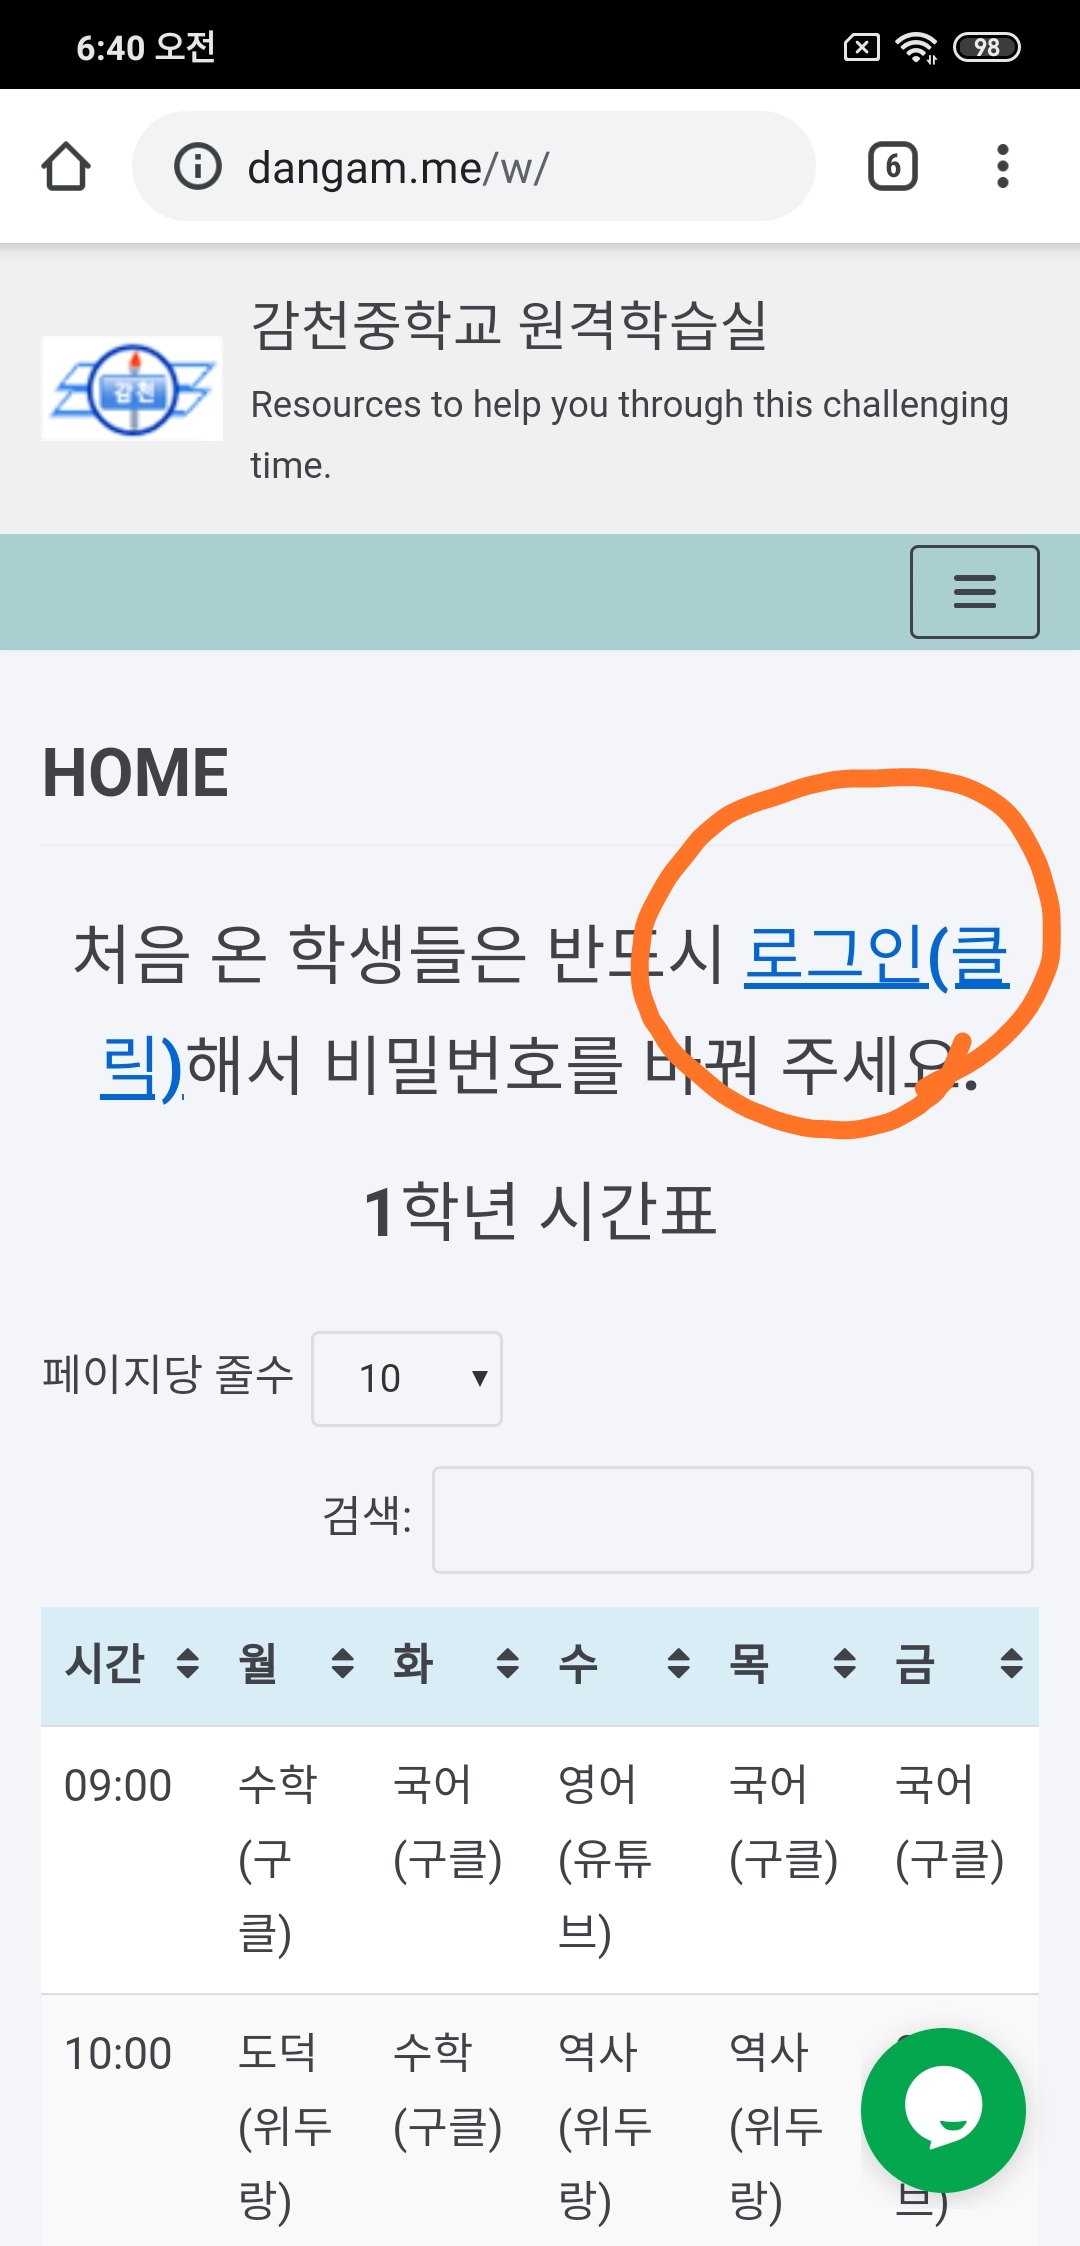 6:40 오전
98
dangam.me/w/
6
감천중학교 원격학습실
감천
Resources to help you through this challenging
time.
HOME
처음 온 학생들은 반드시 로그인(클
릭)해서 비밀번호를 바꿔 주세요.
1학년 시간표
페이지당 줄수 10
검색:
시간 월 화 수 목 금
09:00 수학 국어 영어 국어 국어
(구 (구클) (유튜 (구클) (구클)
클) 브)
10:00 도덕 수학 역사 역사
(위두 (구클) (위두 (위두
랑) 랑) 랑) 브)